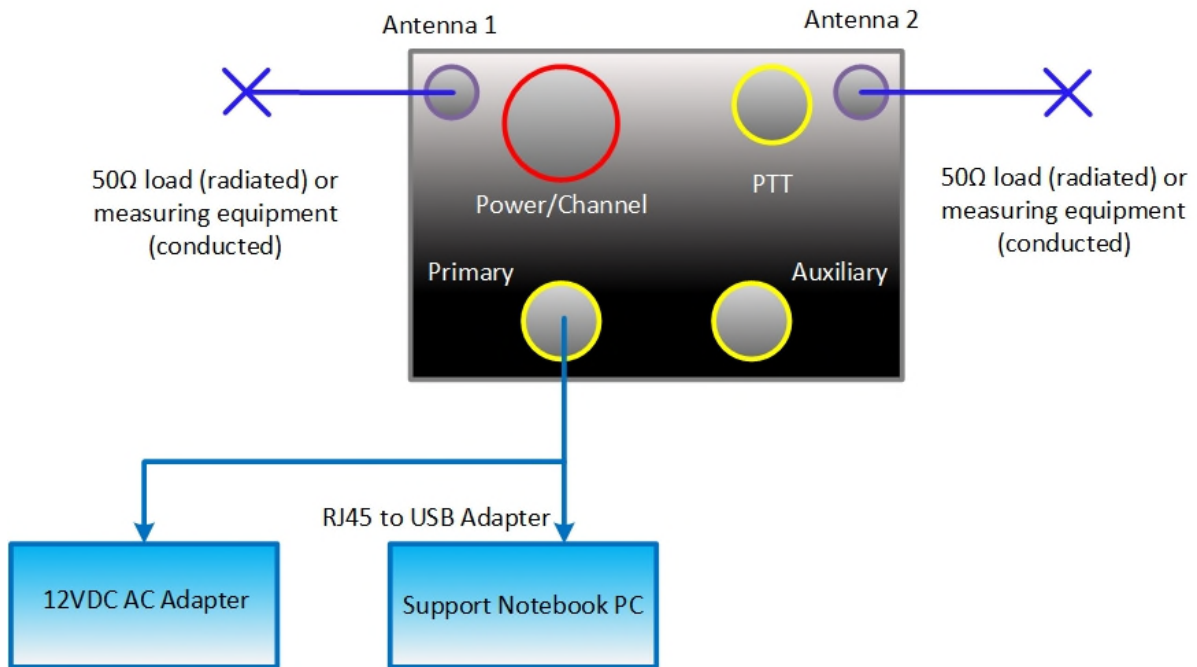 Antenna 1
Antenna 2
50Ω load (radiated) or
measuring equipment
(conducted)
Power/Channel
PTT
50Ω load (radiated) or
measuring equipment
(conducted)
Primary
Auxiliary
RJ45 to USB Adapter
12VDC AC Adapter
Support Notebook PC